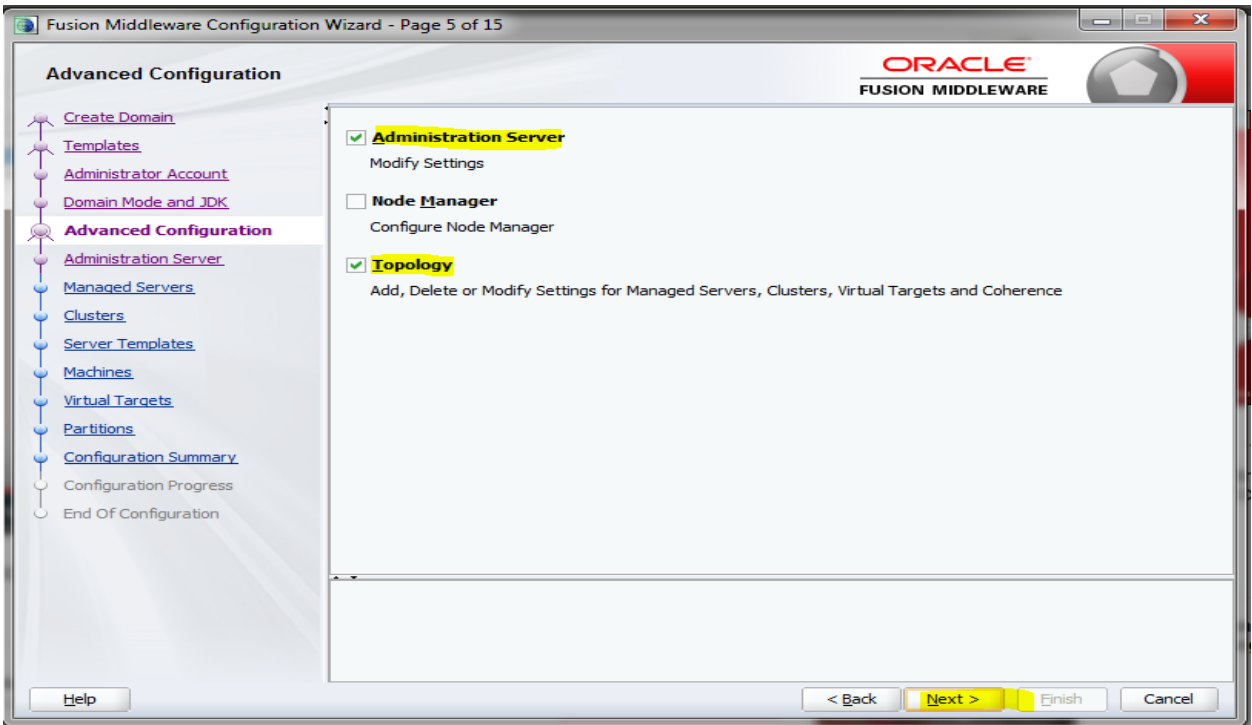 Fusion Middleware Configuration Wizard - Page 5 of 15
Advanced Configuration
ORACLE
FUSION MIDDLEWARE
Create Domain
Templates
Administrator Account
Domain Mode and JDK
Advanced Configuration
Administration Server
Managed Servers
Clusters
Server Templates
Machines
Virtual Targets
Partitions
Configuration Summary
Configuration Progress
End Of Configuration
Administration Server
Modify Settings
Node Manager
Configure Node Manager
Topology
Add, Delete or Modify Settings for Managed Servers, Clusters, Virtual Targets and Coherence
Help
< Back
Next >
Finish
Cancel